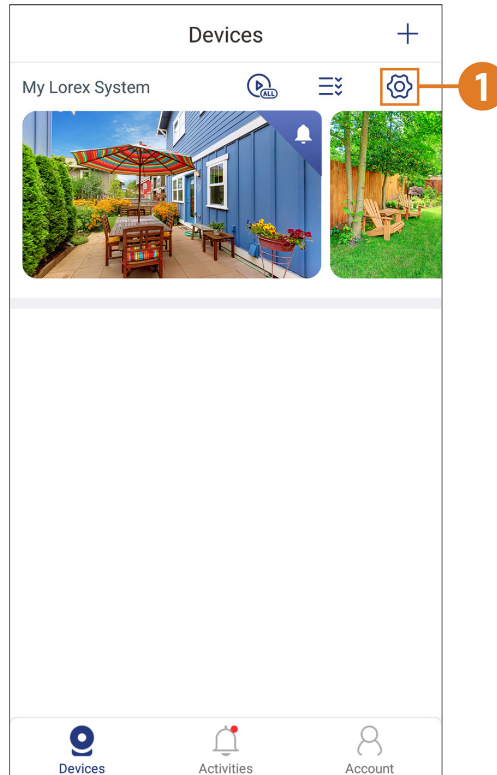 Devices
My Lorex System
ALL
1
Devices
Activities
Account